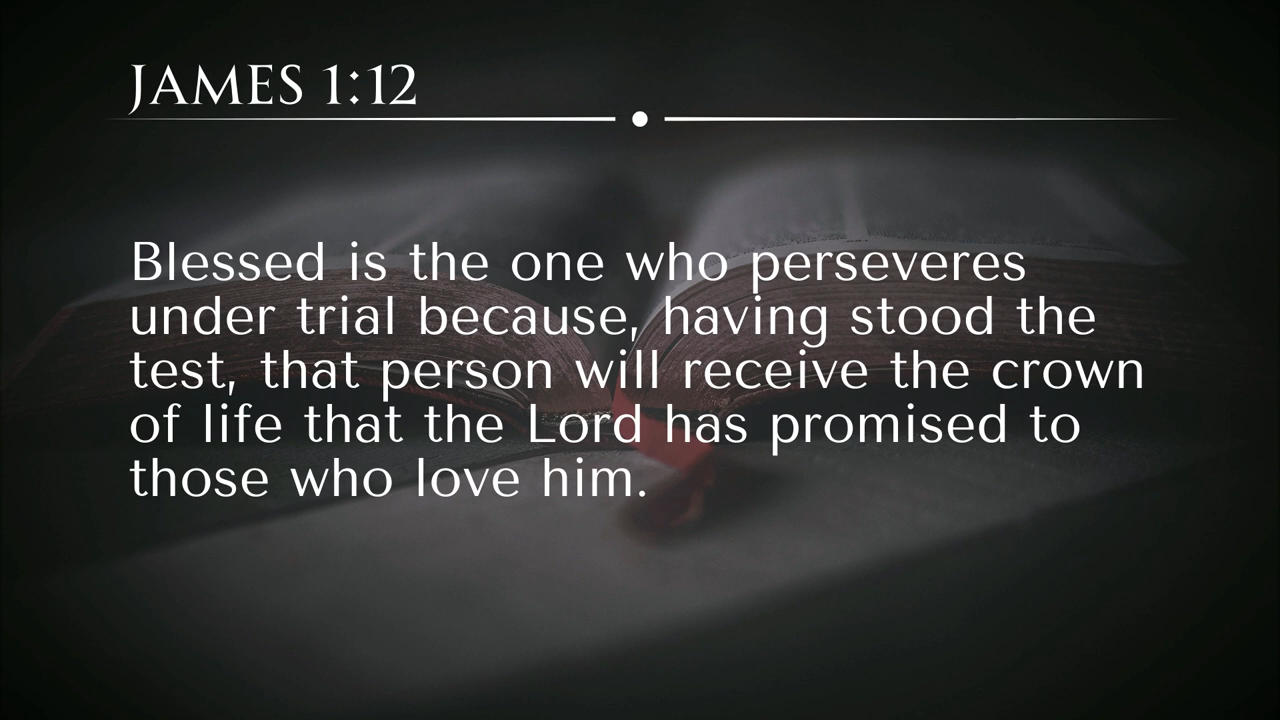 JAMES 1:12
Blessed is the one who perseveres
under trial because, having stood the
test, that person will receive the crown
of life that the Lord has promised to
those who love him.